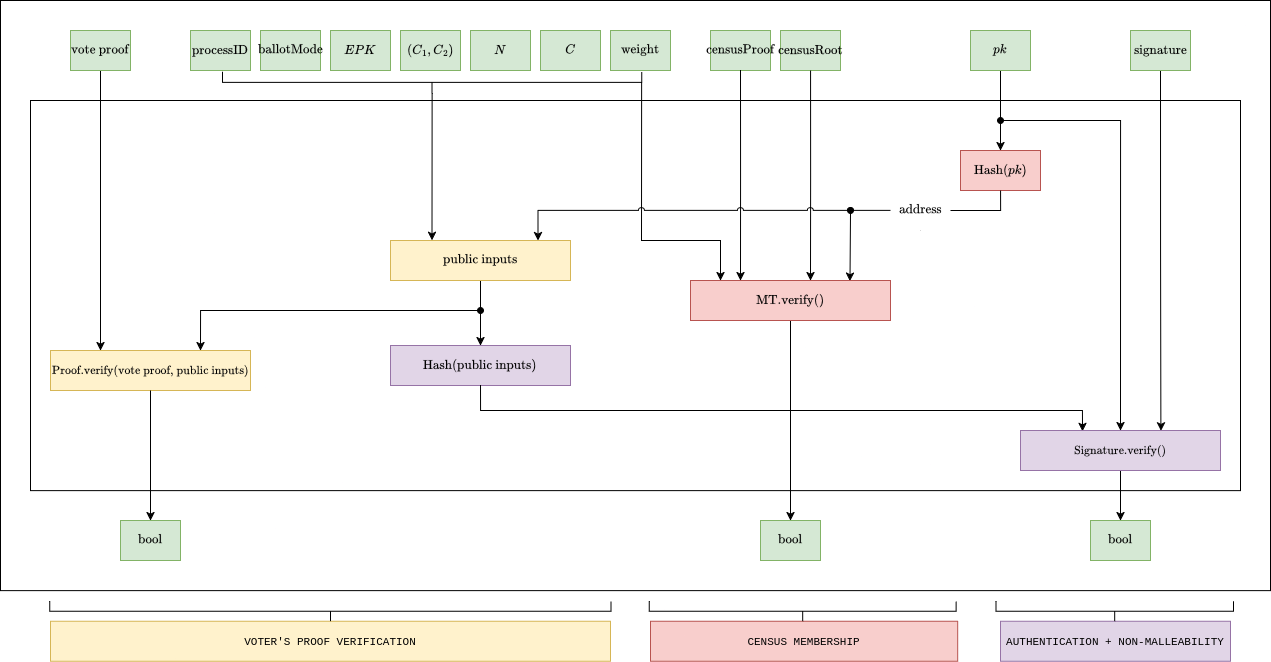 vote proof
processID
ballotMode
EPK
(C₁, C₂)
N
C
weight
censusProof
censusRoot
pk
signature
Hash(pk)
address
public inputs
MT.verify()
Proof.verify(vote proof, public inputs)
Hash(public inputs)
Signature.verify()
bool
bool
bool
VOTER'S PROOF VERIFICATION
CENSUS MEMBERSHIP
AUTHENTICATION + NON-MALLEABILITY